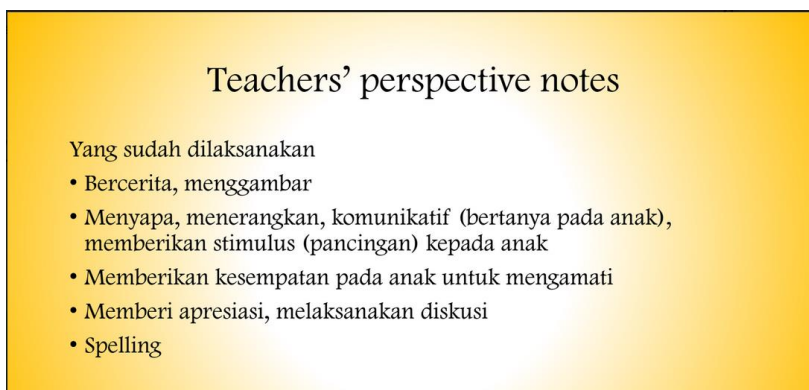 Teachers’ perspective notes
Yang sudah dilaksanakan
• Bercerita, menggambar
• Menyapa, menerangkan, komunikatif (bertanya pada anak),
memberikan stimulus (pancingan) kepada anak
• Memberikan kesempatan pada anak untuk mengamati
• Memberi apresiasi, melaksanakan diskusi
• Spelling